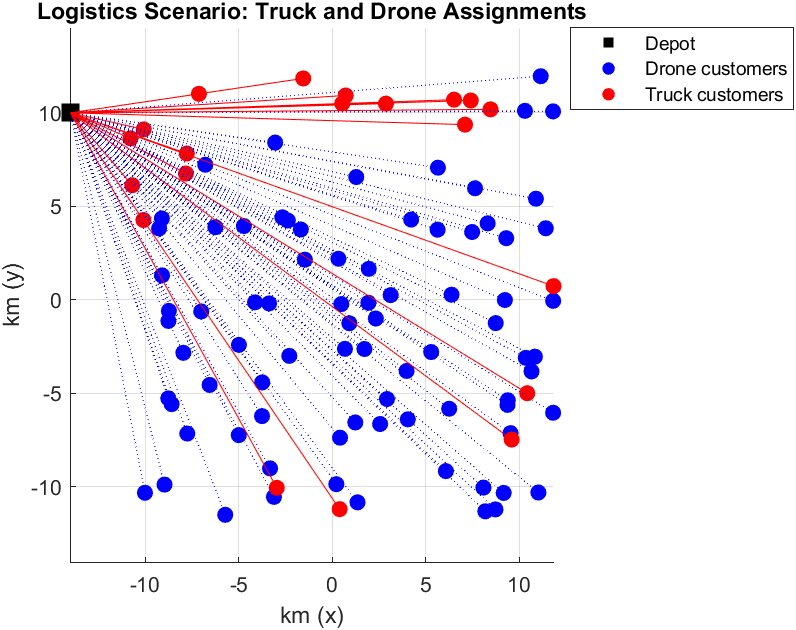 Logistics Scenario: Truck and Drone Assignments
Depot
Drone customers
Truck customers
10
5
0
-5
-10
km (y)
-10
-5
0
5
10
km (x)